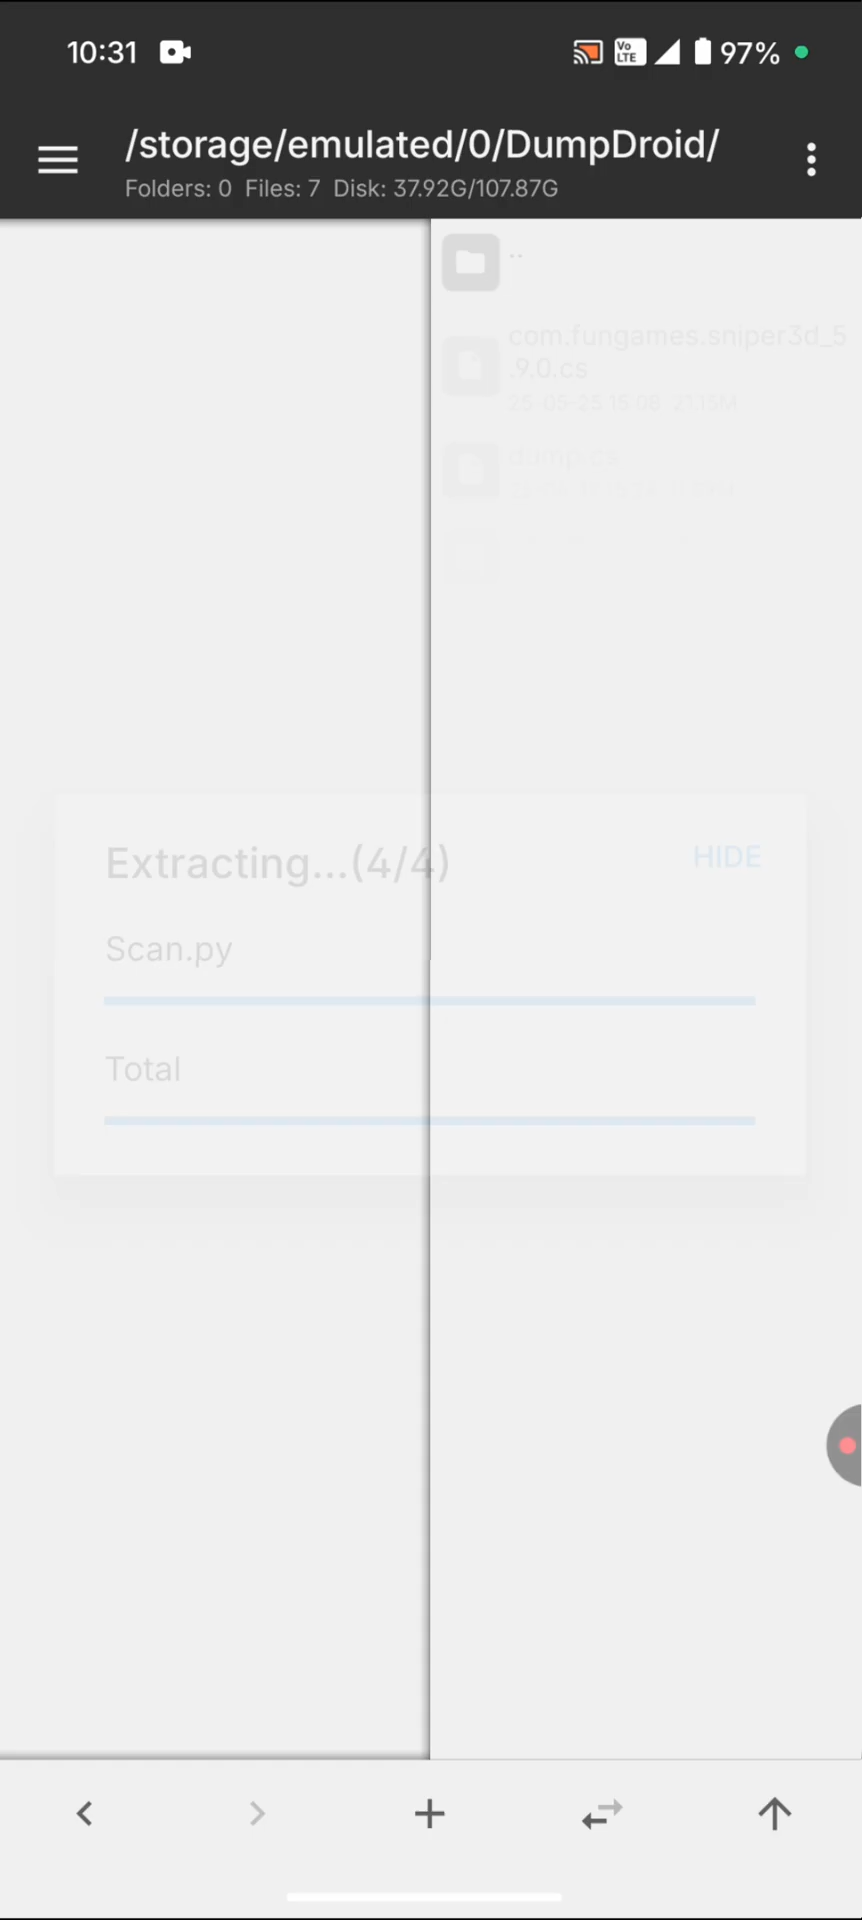 10:31
Vo LTE 97%
/storage/emulated/0/DumpDroid/
Folders: 0 Files: 7 Disk: 37.92G/107.87G
..
com.fungames.sniper3d_5
.9.0.cs
25-05-25 15:08 21.15M
dump.cs
Extracting...(4/4)
HIDE
Scan.py
Total